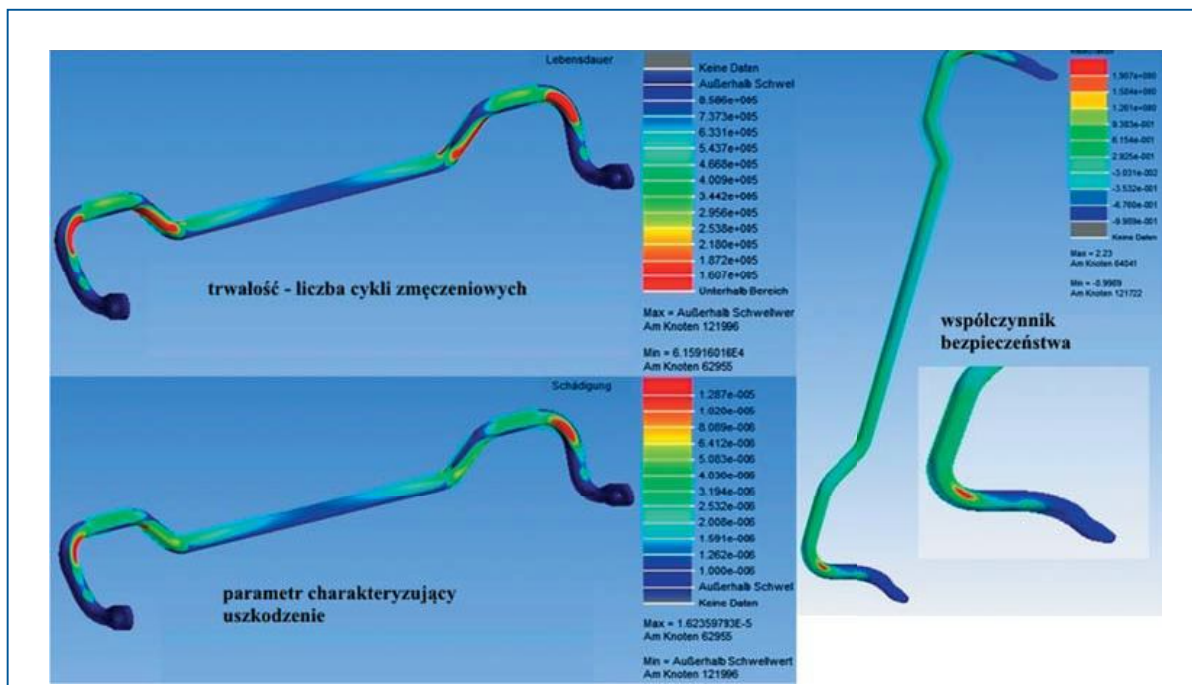 Lebensdauer
Keine Daten
Außerhalb Schwel
8.586e+005
7.373e+005
6.331e+005
5.437e+005
4.668e+005
4.009e+005
3.442e+005
2.956e+005
2.538e+005
2.180e+005
1.872e+005
1.607e+005
Unterhalb Bereich
Max = Außerhalb Schwellwer
Am Knoten 121996
Min = 6.15916016E4
Am Knoten 62955
trwałość - liczba cykli zmęczeniowych
Schädigung
1.287e-005
1.020e-005
8.089e-006
6.412e-006
5.083e-006
4.030e-006
3.194e-006
2.532e-006
2.008e-006
1.591e-006
1.262e-006
1.000e-006
Außerhalb Schwel
Keine Daten
Max = 1.62359793E-5
Am Knoten 62955
Min = Außerhalb Schwellwert
Am Knoten 121996
parametr charakteryzujący
uszkodzenie
1.907e+000
1.584e+000
1.261e+000
9.383e-001
6.154e-001
2.925e-001
-3.031e-002
-3.532e-001
-6.760e-001
-9.989e-001
Keine Daten
Max = 2.23
Am Knoten 64041
Min = -0.9989
Am Knoten 121722
współczynnik
bezpieczeństwa